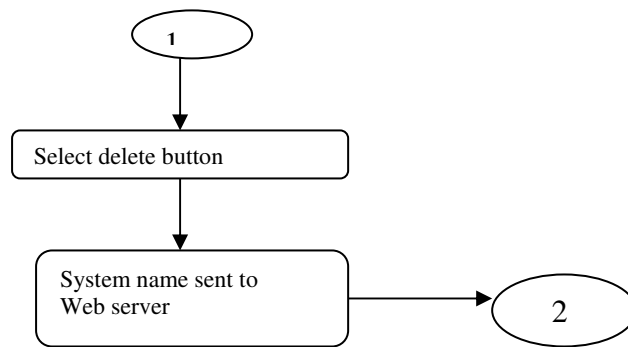 1
Select delete button
System name sent to
Web server
2